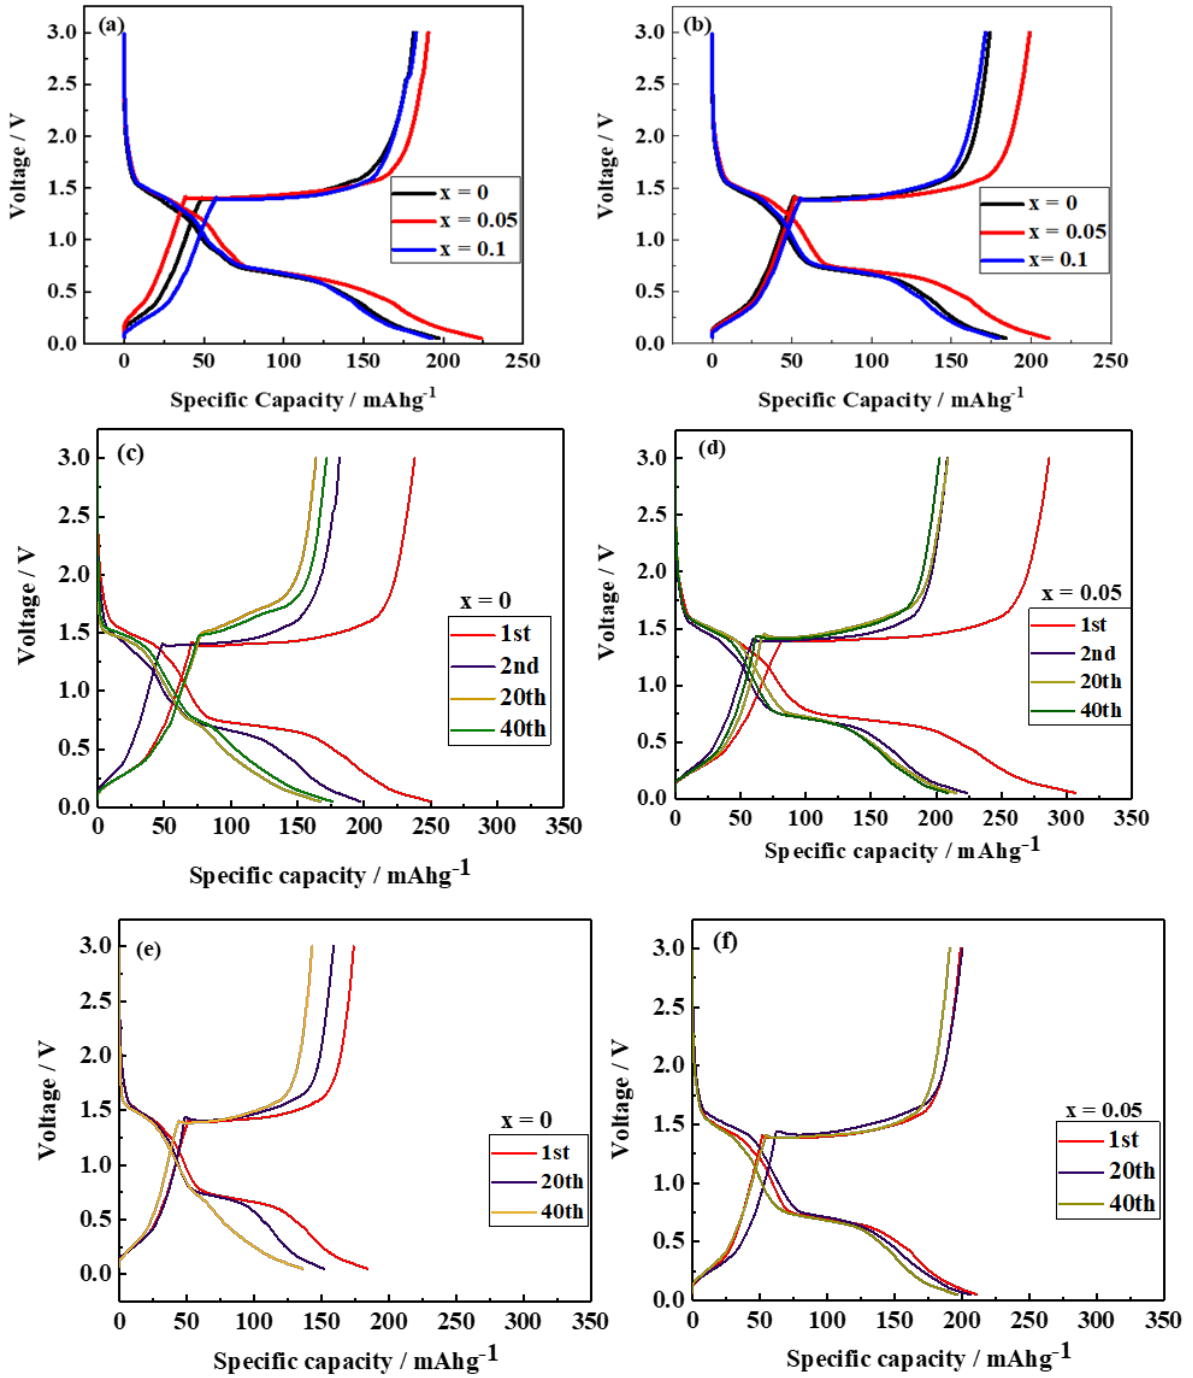 (a)
3.0
2.5
2.0
1.5
1.0
0.5
0.0
Voltage / V
x = 0
x = 0.05
x = 0.1
0 50 100 150 200 250
Specific Capacity / mAhg-1
(b)
3.0
2.5
2.0
1.5
1.0
0.5
0.0
Voltage / V
x = 0
x = 0.05
x= 0.1
0 50 100 150 200 250
Specific Capacity / mAhg-1
(c)
3.0
2.5
2.0
1.5
1.0
0.5
0.0
Voltage / V
x = 0
1st
2nd
20th
40th
0 50 100 150 200 250 300 350
Specific capacity / mAhg-1
(d)
3.0
2.5
2.0
1.5
1.0
0.5
0.0
Voltage / V
x = 0.05
1st
2nd
20th
40th
0 50 100 150 200 250 300 350
Specific capacity / mAhg-1
(e)
3.0
2.5
2.0
1.5
1.0
0.5
0.0
Voltage / V
x = 0
1st
20th
40th
0 50 100 150 200 250 300 350
Specific capacity / mAhg-1
(f)
3.0
2.5
2.0
1.5
1.0
0.5
0.0
Voltage / V
x = 0.05
1st
20th
40th
0 50 100 150 200 250 300 350
Specific capacity / mAhg-1